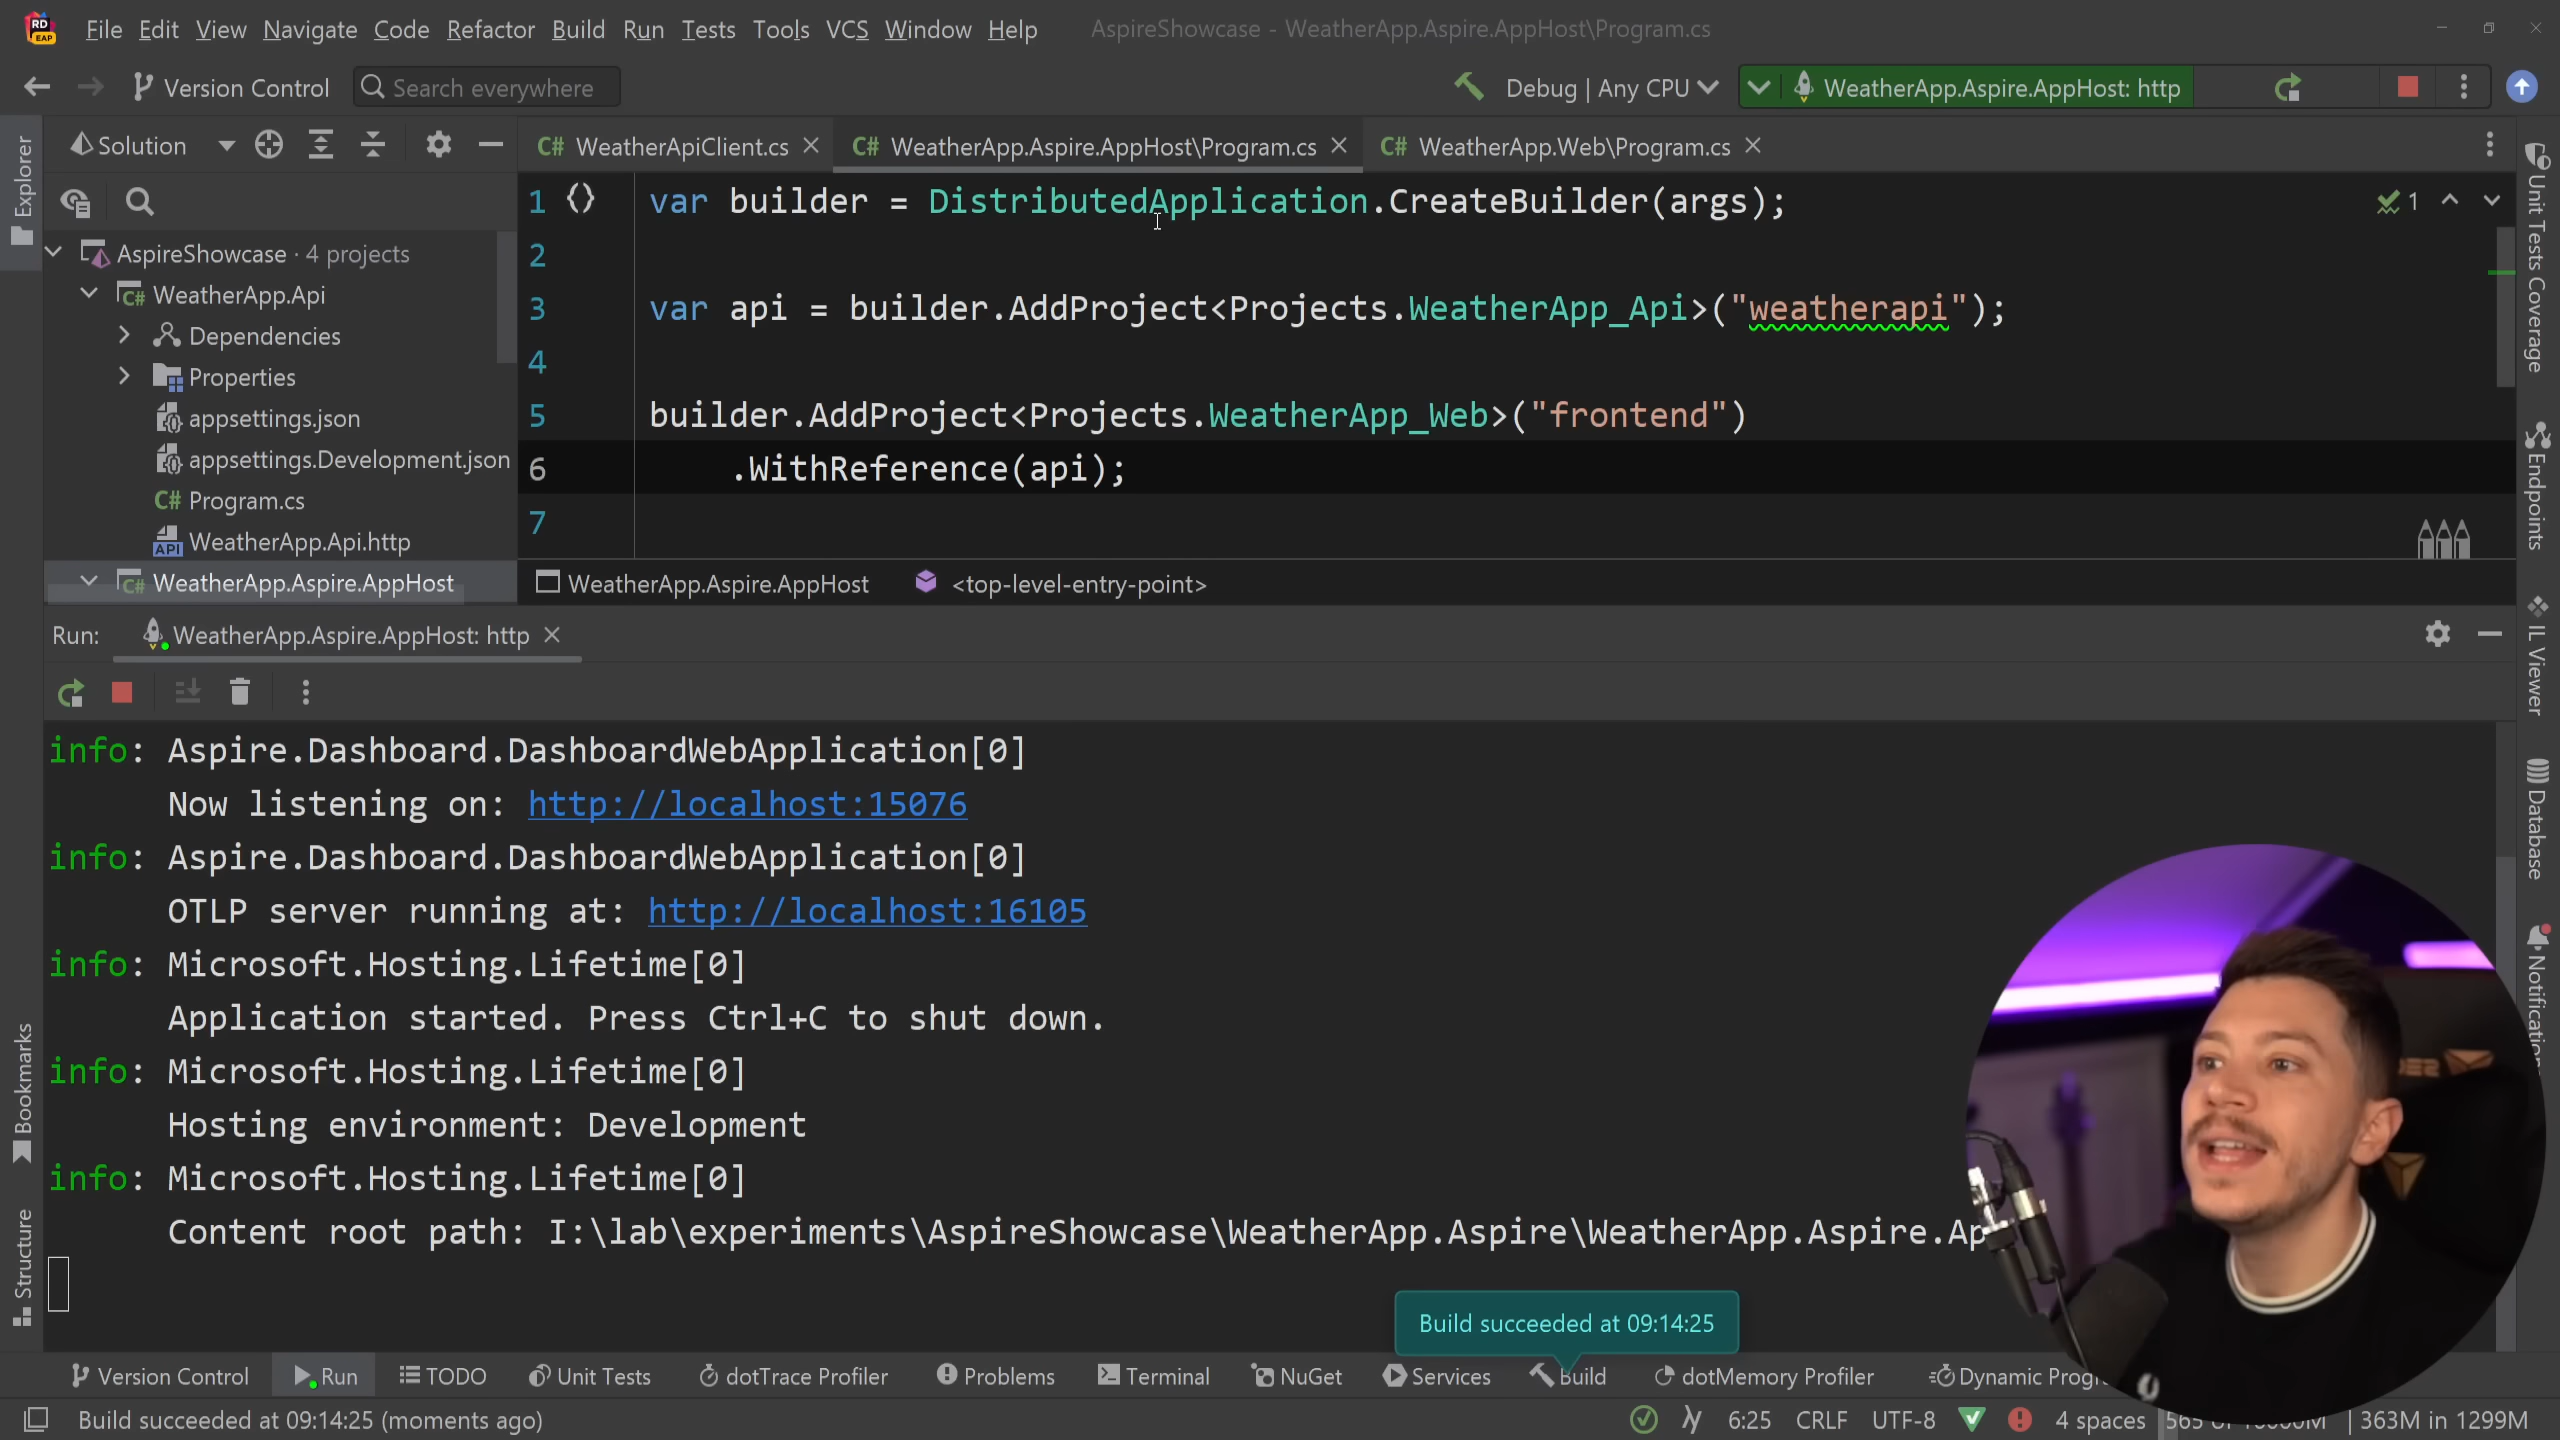 RD
EAP
File Edit View Navigate Code Refactor Build Run Tests Tools VCS Window Help
AspireShowcase - WeatherApp.Aspire.AppHost\Program.cs
Version Control
Search everywhere
Debug | Any CPU
WeatherApp.Aspire.AppHost: http
Explorer
Solution
C# WeatherApiClient.cs
C# WeatherApp.Aspire.AppHost\Program.cs
C# WeatherApp.Web\Program.cs
AspireShowcase · 4 projects
C# WeatherApp.Api
Dependencies
Properties
appsettings.json
appsettings.Development.json
C# Program.cs
API WeatherApp.Api.http
C# WeatherApp.Aspire.AppHost
1 {} var builder = DistributedApplication.CreateBuilder(args);
2
3 var api = builder.AddProject<Projects.WeatherApp_Api>("weatherapi");
4
5 builder.AddProject<Projects.WeatherApp_Web>("frontend")
6 .WithReference(api);
7
1
WeatherApp.Aspire.AppHost <top-level-entry-point>
Unit Tests Coverage
Endpoints
IL Viewer
Database
Run: WeatherApp.Aspire.AppHost: http
info: Aspire.Dashboard.DashboardWebApplication[0]
Now listening on: http://localhost:15076
info: Aspire.Dashboard.DashboardWebApplication[0]
OTLP server running at: http://localhost:16105
info: Microsoft.Hosting.Lifetime[0]
Application started. Press Ctrl+C to shut down.
info: Microsoft.Hosting.Lifetime[0]
Hosting environment: Development
info: Microsoft.Hosting.Lifetime[0]
Content root path: I:\lab\experiments\AspireShowcase\WeatherApp.Aspire\WeatherApp.Aspire.Ap
Bookmarks
Structure
Build succeeded at 09:14:25
Version Control Run TODO Unit Tests dotTrace Profiler Problems Terminal NuGet Services Build dotMemory Profiler Dynamic Progr
Build succeeded at 09:14:25 (moments ago)
6:25 CRLF UTF-8 4 spaces 363M in 1299M